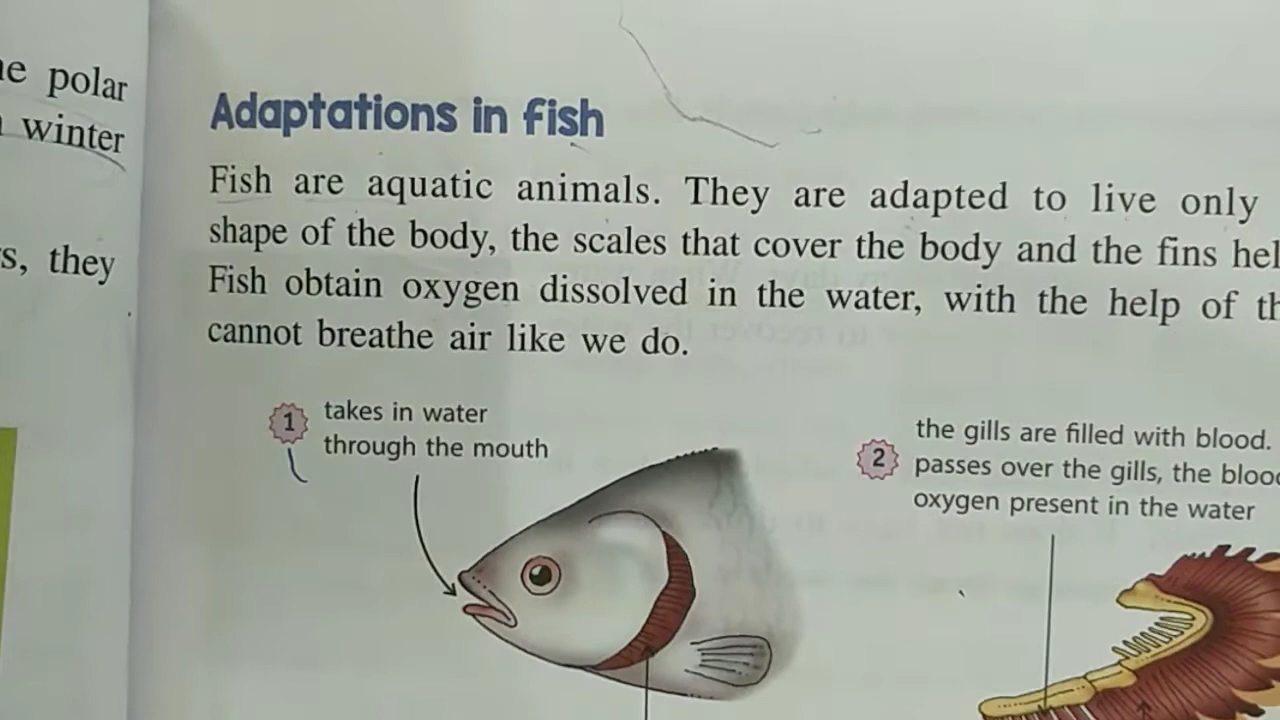 polar
winter
they
Adaptations in fish
Fish are aquatic animals. They are adapted to live only
shape of the body, the scales that cover the body and the fins
Fish obtain oxygen dissolved in the water, with the help of
cannot breathe air like we do.
1
takes in water
through the mouth
2
the gills are filled with blood.
passes over the gills, the
oxygen present in the water